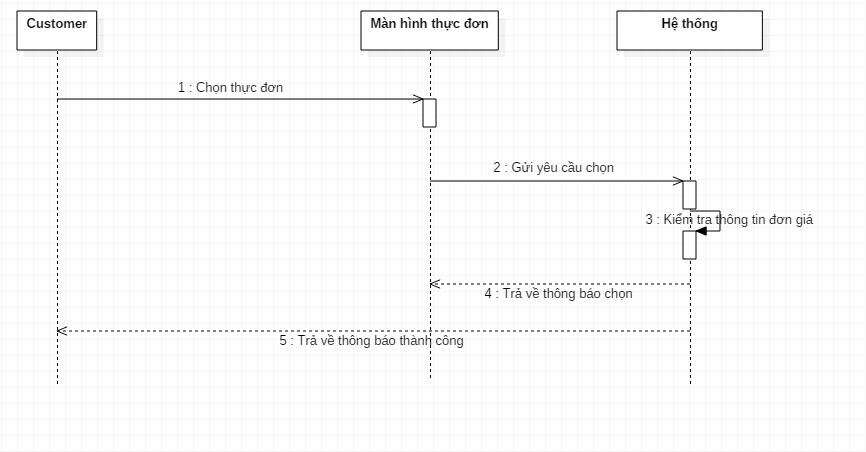 Customer
Màn hình thực đơn
Hệ thống
1 : Chọn thực đơn
2 : Gửi yêu cầu chọn
3 : Kiểm tra thông tin đơn giá
4 : Trả về thông báo chọn
5 : Trả về thông báo thành công